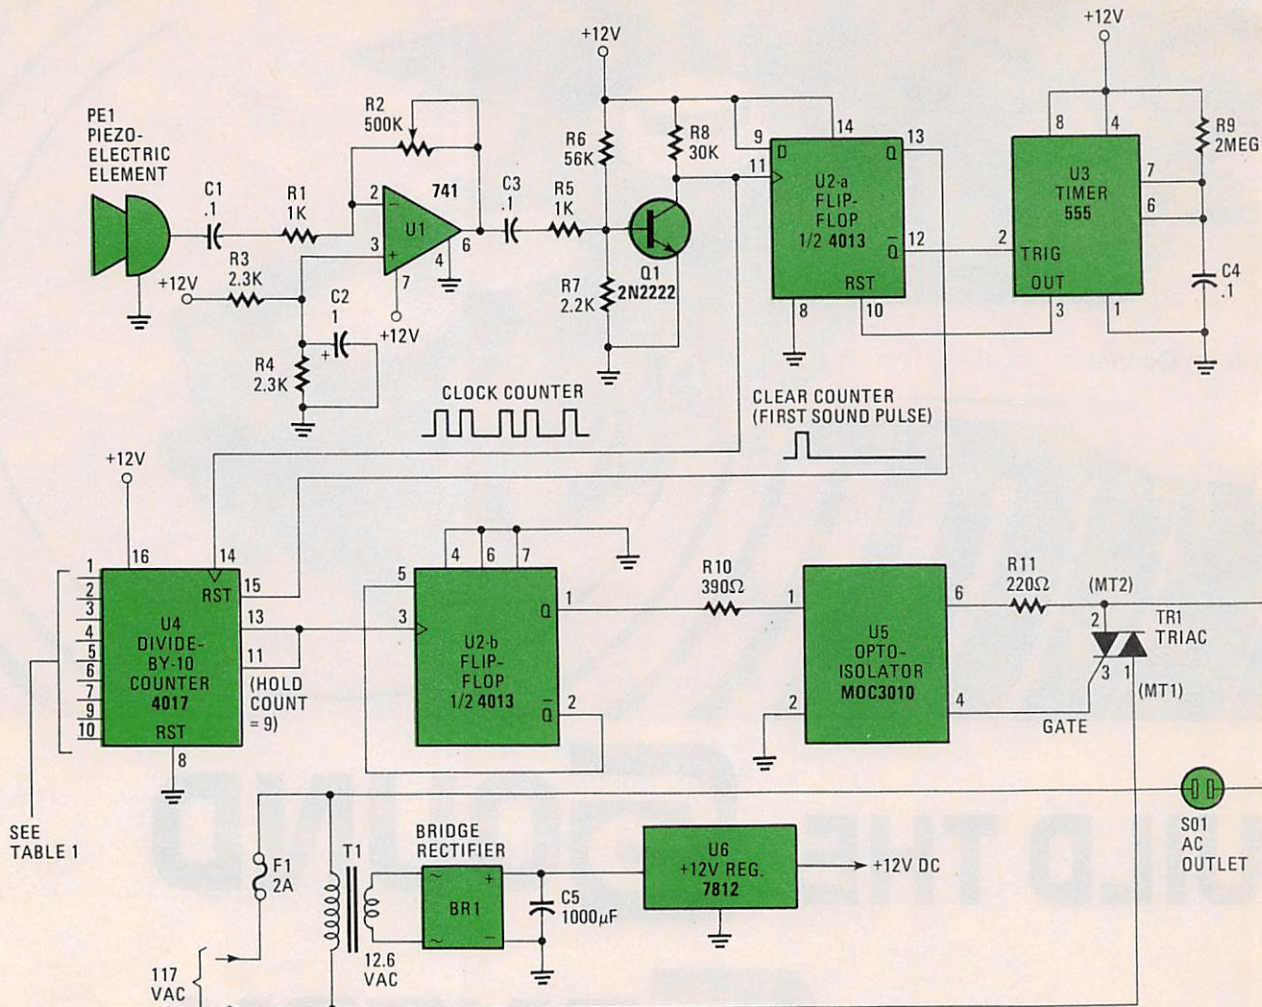 PE1
PIEZO-
ELECTRIC
ELEMENT
C1
.1
R1
1K
R2
500K
2
−
3
+
741
U1
6
4
7
+12V
R3
2.3K
+12V
C2
1
+
R4
2.3K
C3
.1
R5
1K
+12V
R6
56K
R7
2.2K
R8
30K
Q1
2N2222
9
D
11
14
13
Q
U2-a
FLIP-
FLOP
1/2 4013
12
Q̅
RST
8
10
+12V
8
4
R9
2MEG
7
U3
TIMER
555
6
2
TRIG
OUT
3
1
C4
.1
CLOCK COUNTER
CLEAR COUNTER
(FIRST SOUND PULSE)
+12V
16
14
1
2
3
4
5
6
7
9
10
RST
15
13
11
U4
DIVIDE-
BY-10
COUNTER
4017
RST
8
(HOLD
COUNT
= 9)
SEE
TABLE 1
4
6
7
5
3
U2-b
FLIP-
FLOP
1/2 4013
Q
1
Q̅
2
R10
390Ω
1
2
U5
OPTO-
ISOLATOR
MOC3010
6
4
R11
220Ω
(MT2)
2
TR1
TRIAC
3
1
(MT1)
GATE
S01
AC
OUTLET
F1
2A
117
VAC
T1
12.6
VAC
BRIDGE
RECTIFIER
~
+
BR1
~
−
C5
1000μF
U6
+12V REG.
7812
+12V DC